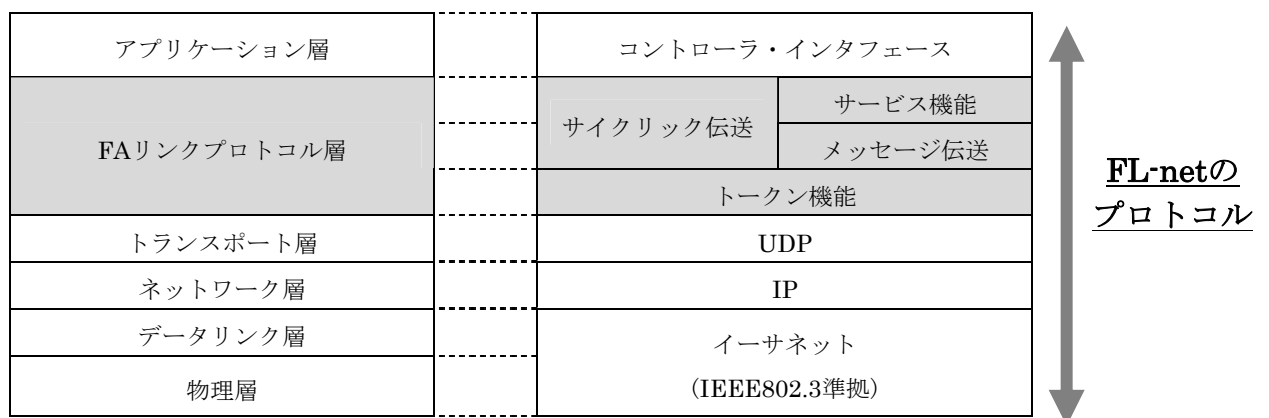 アプリケーション層
コントローラ・インタフェース
FAリンクプロトコル層
サイクリック伝送
サービス機能
メッセージ伝送
トークン機能
トランスポート層
UDP
ネットワーク層
IP
データリンク層
物理層
イーサネット
(IEEE802.3準拠)
FL-netの
プロトコル